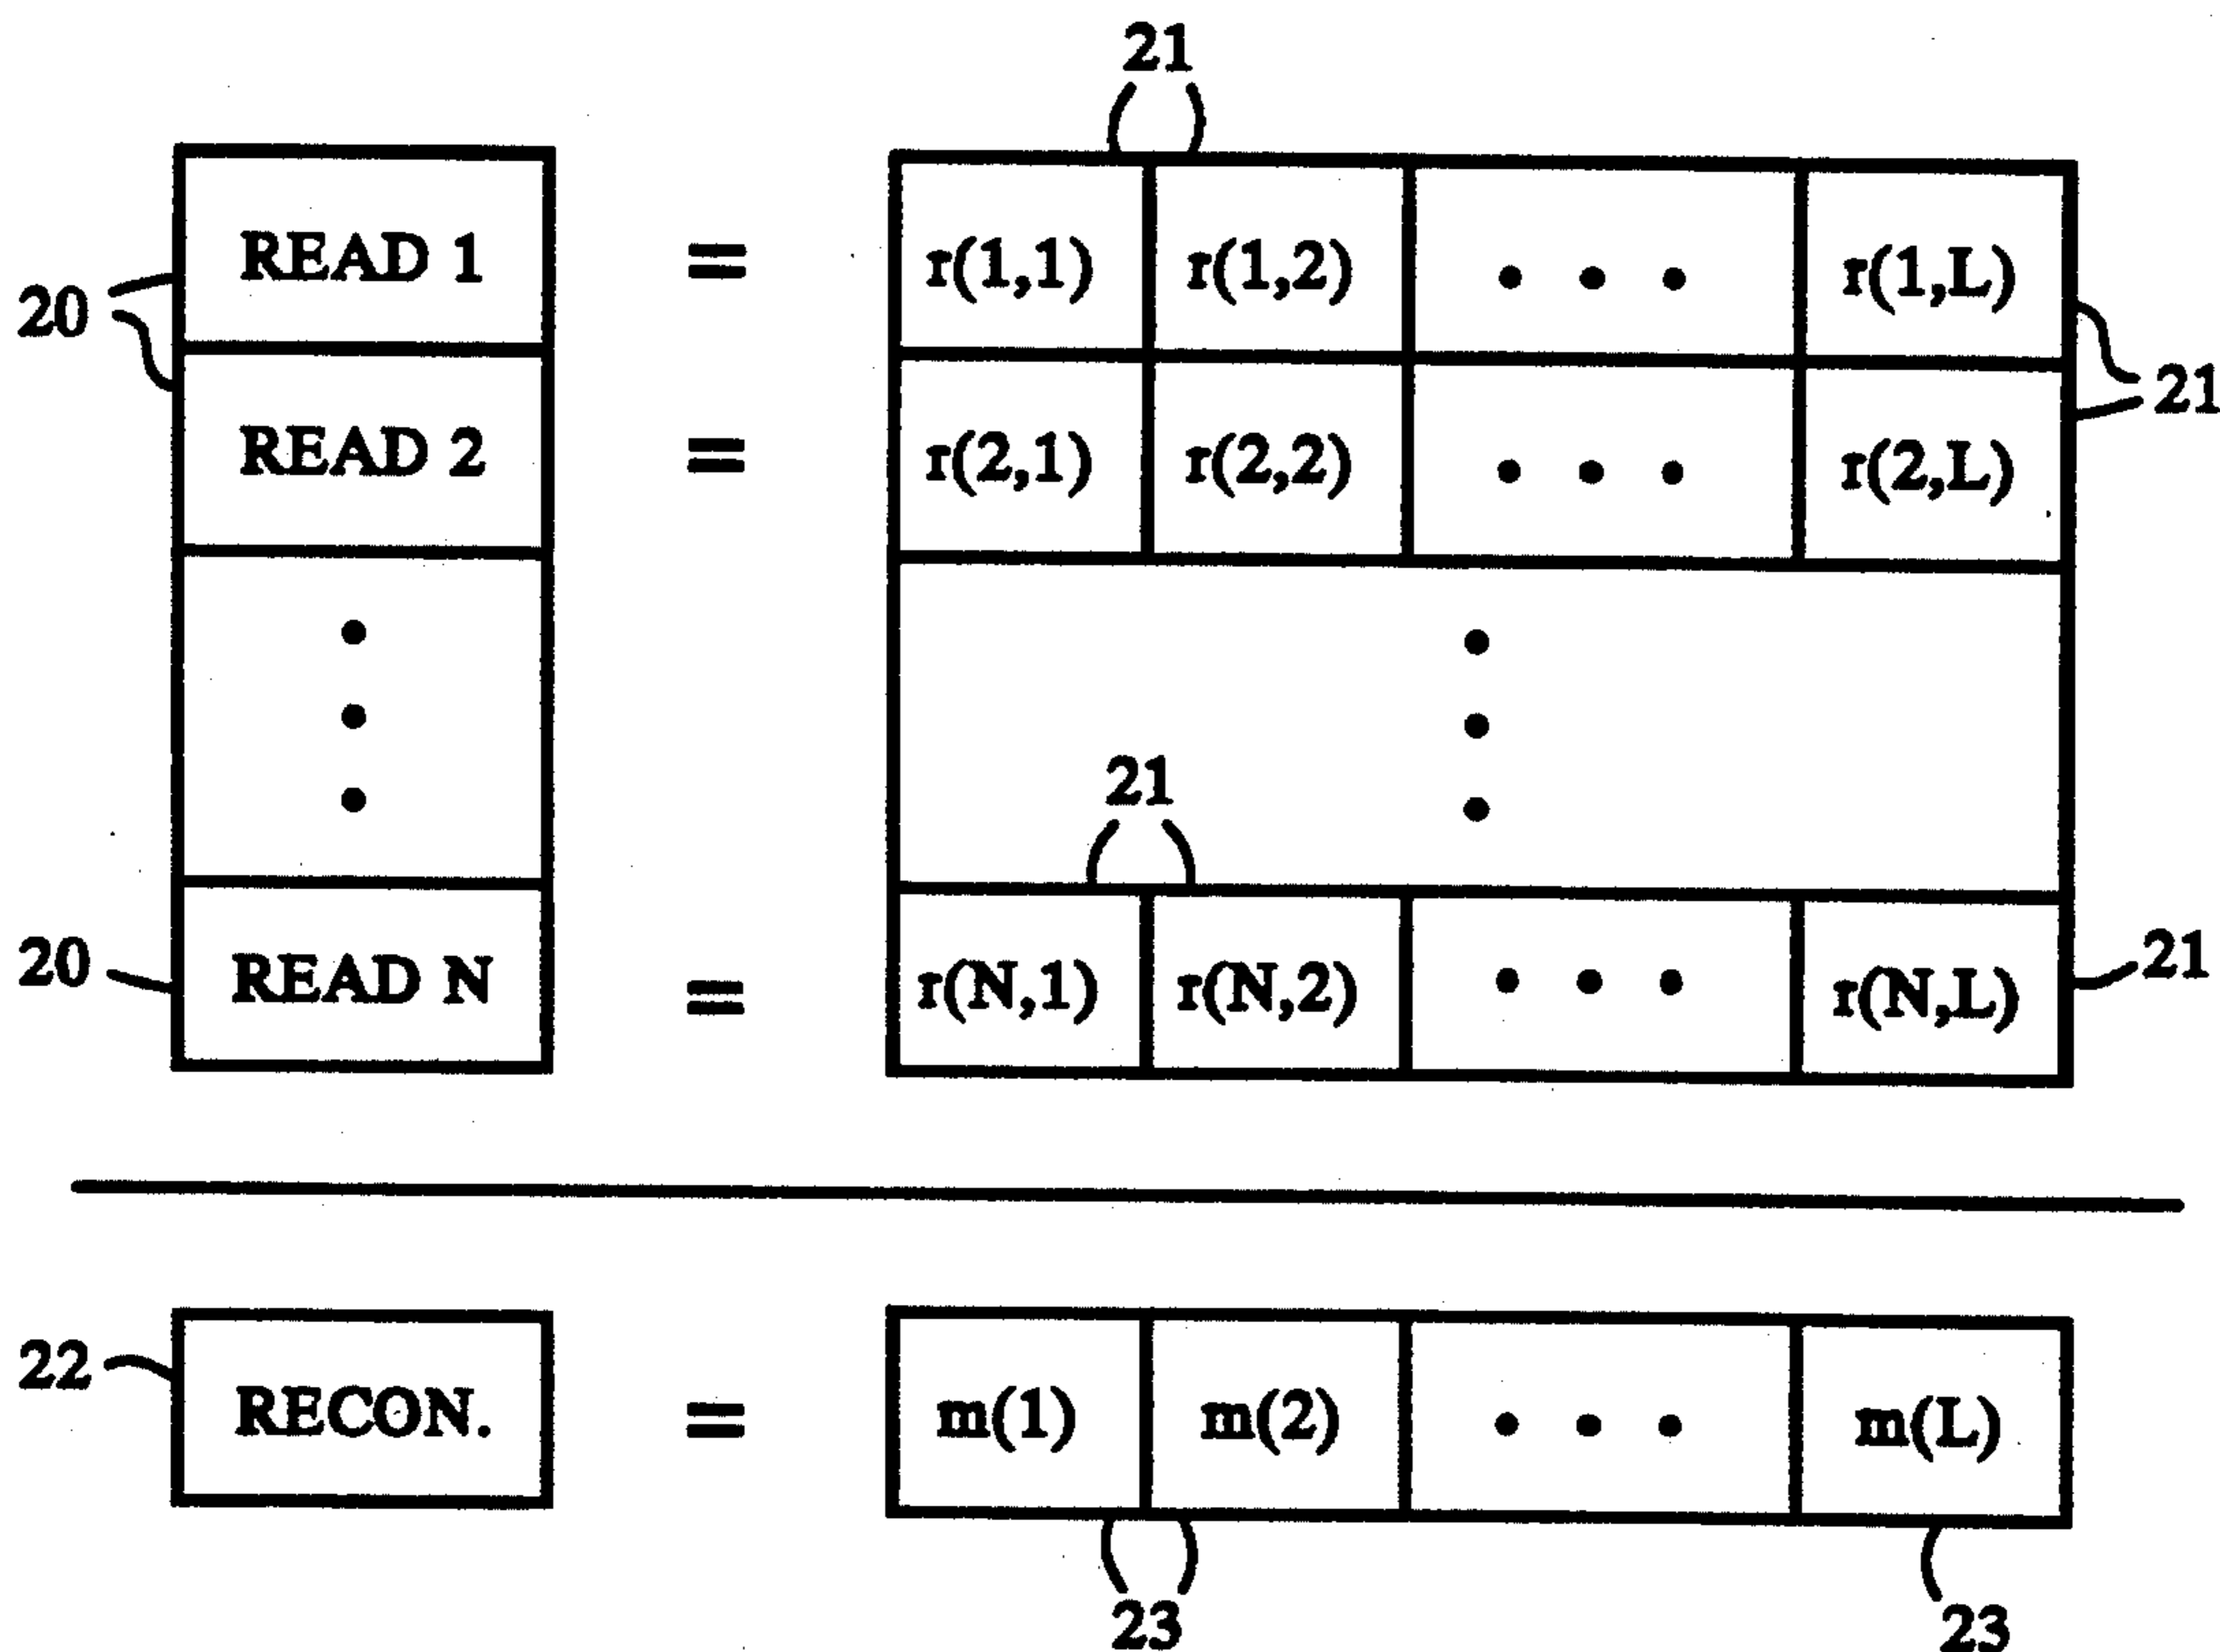 21
READ 1 = r(1,1) r(1,2) • • • r(1,L)
20
21
READ 2 = r(2,1) r(2,2) • • • r(2,L)
21
20 READ N = r(N,1) r(N,2) • • • r(N,L) 21
22 RECON. = m(1) m(2) • • • m(L)
23 23